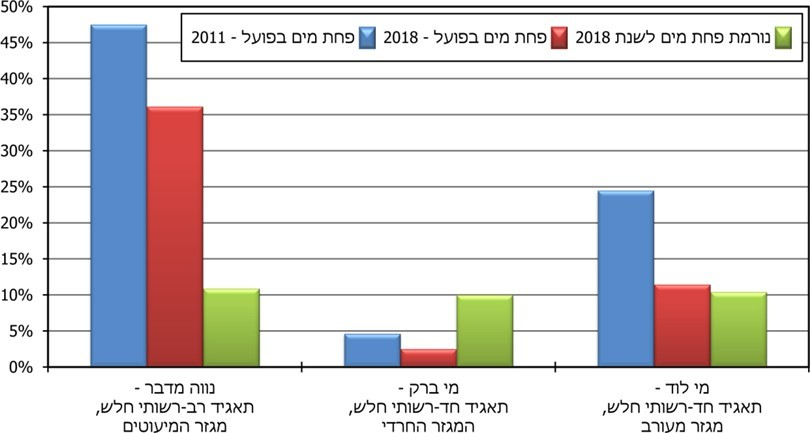 50%
45%
40%
35%
30%
25%
20%
15%
10%
5%
0%
פחת מים בפועל - 2011
פחת מים בפועל - 2018
נורמת פחת מים לשנת 2018
נווה מדבר -
תאגיד רב-רשותי חלש,
מגזר המיעוטים
מי ברק -
תאגיד חד-רשותי חלש,
המגזר החרדי
מי לוד -
תאגיד חד-רשותי חלש,
מגזר מעורב